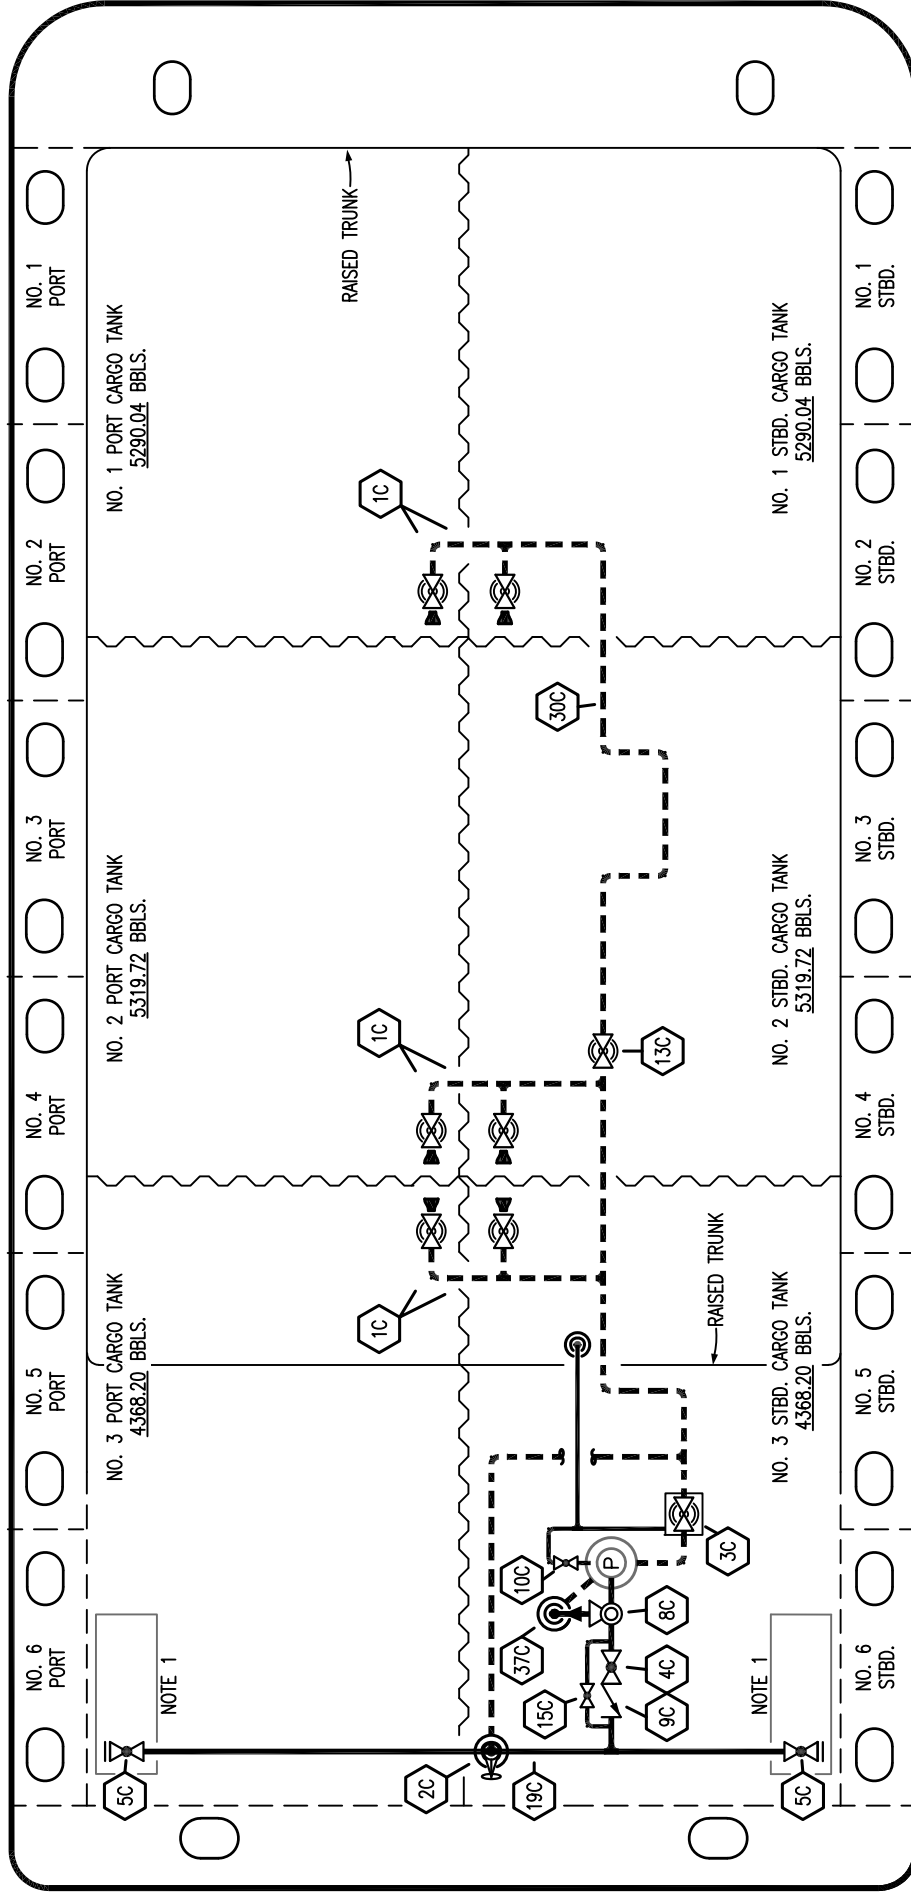 NO. 1
PORT
NO. 2
PORT
NO. 3
PORT
NO. 4
PORT
NO. 5
PORT
NO. 6
PORT
NO. 1 PORT CARGO TANK
5290.04 BBLS.
NO. 2 PORT CARGO TANK
5319.72 BBLS.
NO. 3 PORT CARGO TANK
4368.20 BBLS.
NOTE 1
5C
RAISED TRUNK
1C
1C
1C
2C
19C
30C
13C
10C
37C
15C
P
8C
4C
9C
3C
RAISED TRUNK
NO. 1 STBD. CARGO TANK
5290.04 BBLS.
NO. 2 STBD. CARGO TANK
5319.72 BBLS.
NO. 3 STBD. CARGO TANK
4368.20 BBLS.
NOTE 1
5C
NO. 1
STBD.
NO. 2
STBD.
NO. 3
STBD.
NO. 4
STBD.
NO. 5
STBD.
NO. 6
STBD.